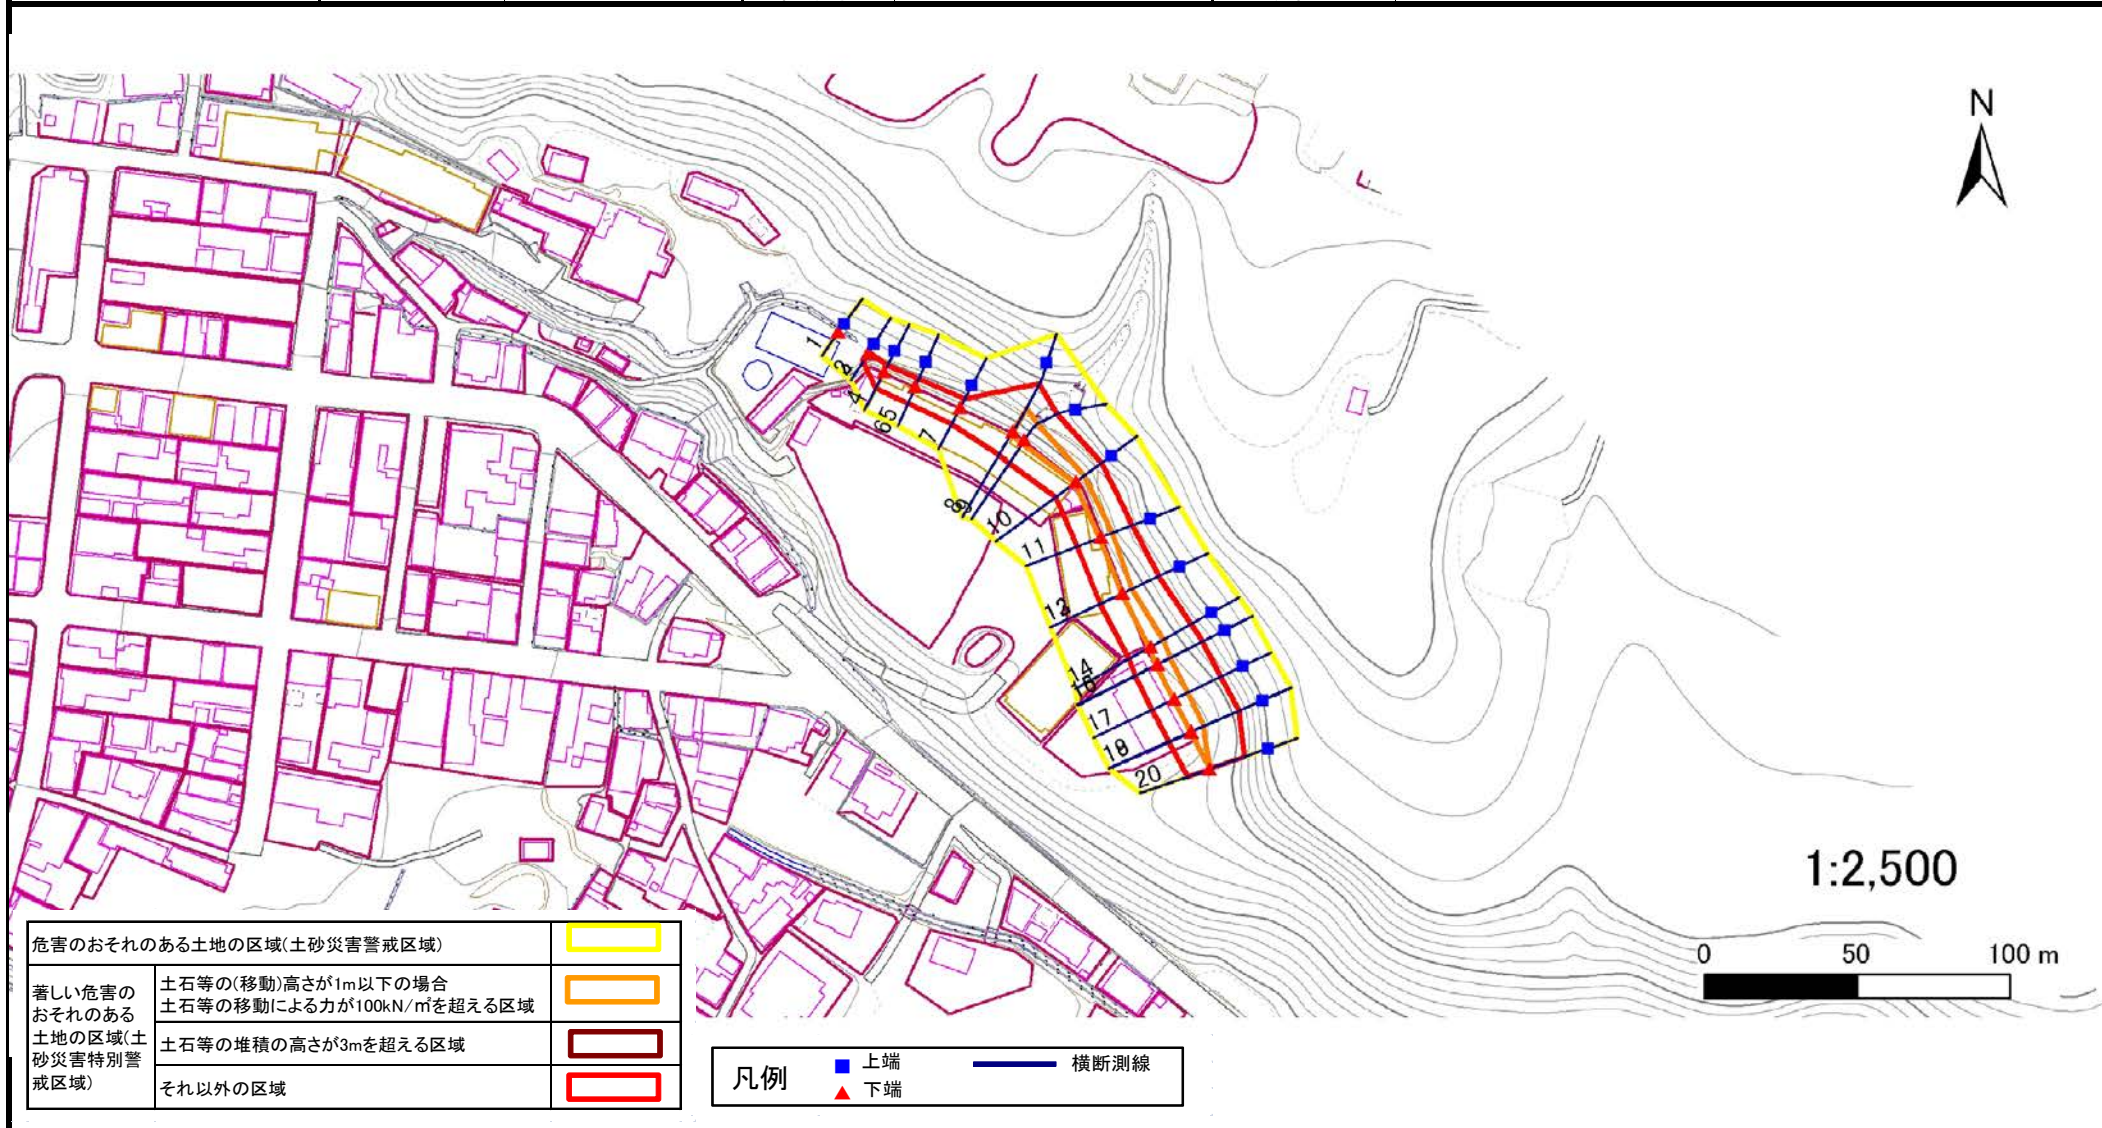 N
1
2
4
5
6
7
8
9
10
11
12
14
16
17
18
20
1:2,500
0 50 100 m
危害のおそれのある土地の区域(土砂災害警戒区域)
著しい危害の
おそれのある
土地の区域(土
砂災害特別警
戒区域)
土石等の(移動)高さが1m以下の場合
土石等の移動による力が100kN/㎡を超える区域
土石等の堆積の高さが3mを超える区域
それ以外の区域
凡例
上端
下端
横断測線